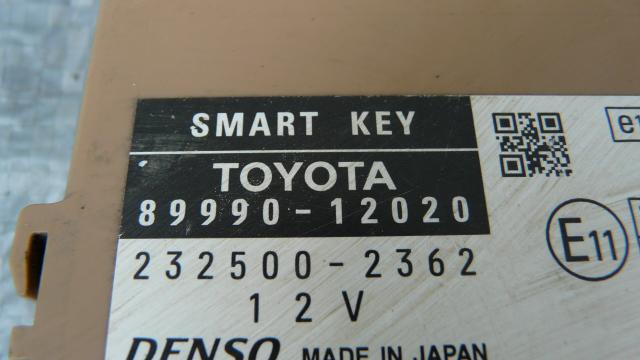 SMART KEY
TOYOTA
89990-12020
232500-2362
12V
DENSO MADE IN JAPAN
E11